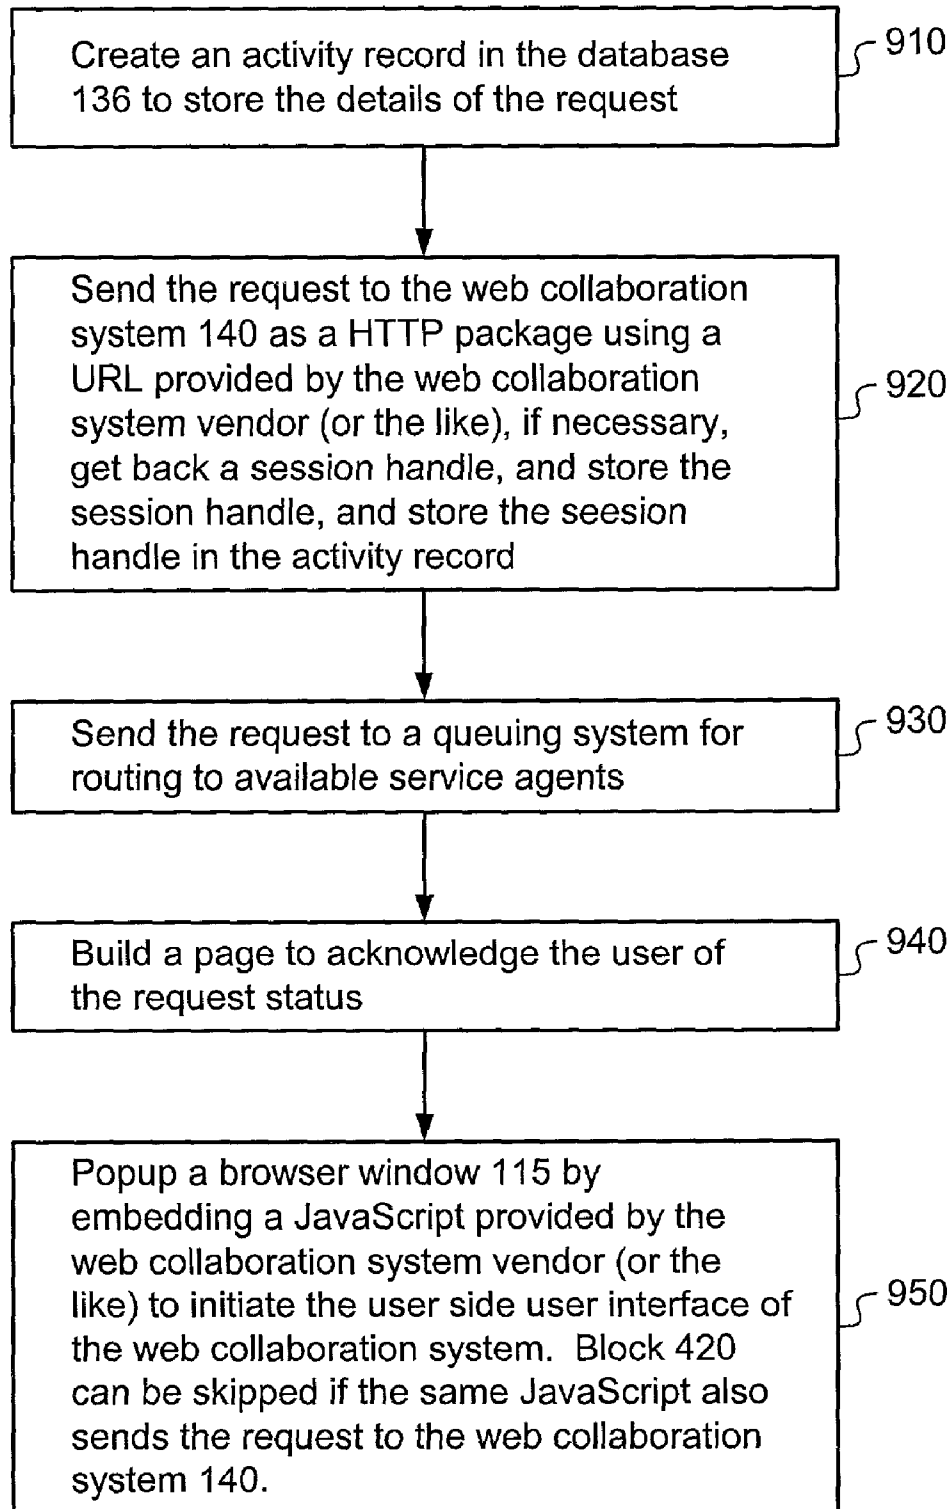 Create an activity record in the database
136 to store the details of the request
910
Send the request to the web collaboration
system 140 as a HTTP package using a
URL provided by the web collaboration
system vendor (or the like), if necessary,
get back a session handle, and store the
session handle, and store the seesion
handle in the activity record
920
Send the request to a queuing system for
routing to available service agents
930
Build a page to acknowledge the user of
the request status
940
Popup a browser window 115 by
embedding a JavaScript provided by the
web collaboration system vendor (or the
like) to initiate the user side user interface of
the web collaboration system.  Block 420
can be skipped if the same JavaScript also
sends the request to the web collaboration
system 140.
950